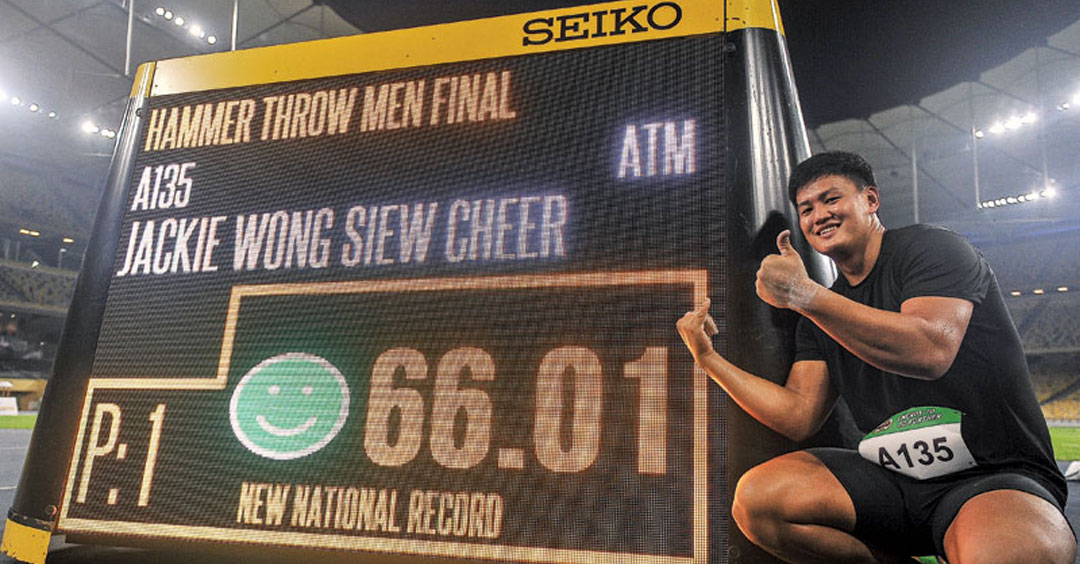 SEIKO
HAMMER THROW MEN FINAL
A135
ATM
JACKIE WONG SIEW CHEER
66.01
P: 1
NEW NATIONAL RECORD
A135